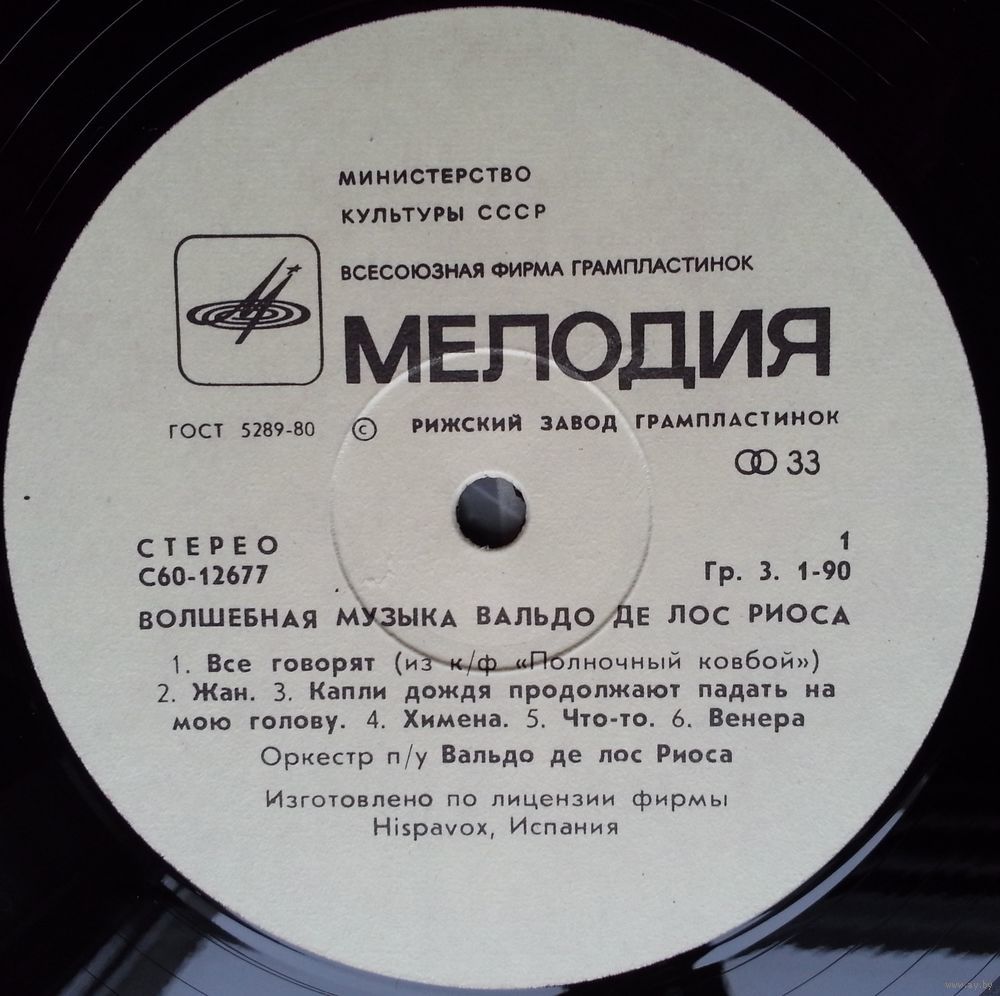 МИНИСТЕРСТВО
КУЛЬТУРЫ СССР
ВСЕСОЮЗНАЯ ФИРМА ГРАМПЛАСТИНОК
МЕЛОДИЯ
ГОСТ 5289-80 © РИЖСКИЙ ЗАВОД ГРАМПЛАСТИНОК
33
СТЕРЕО 1
С60-12677 Гр. 3. 1-90
ВОЛШЕБНАЯ МУЗЫКА ВАЛЬДО ДЕ ЛОС РИОСА
1. Все говорят (из к/ф «Полночный ковбой»)
2. Жан. 3. Капли дождя продолжают падать на
мою голову. 4. Химена. 5. Что-то. 6. Венера
Оркестр п/у Вальдо де лос Риоса
Изготовлено по лицензии фирмы
Hispavox, Испания
www.ay.by